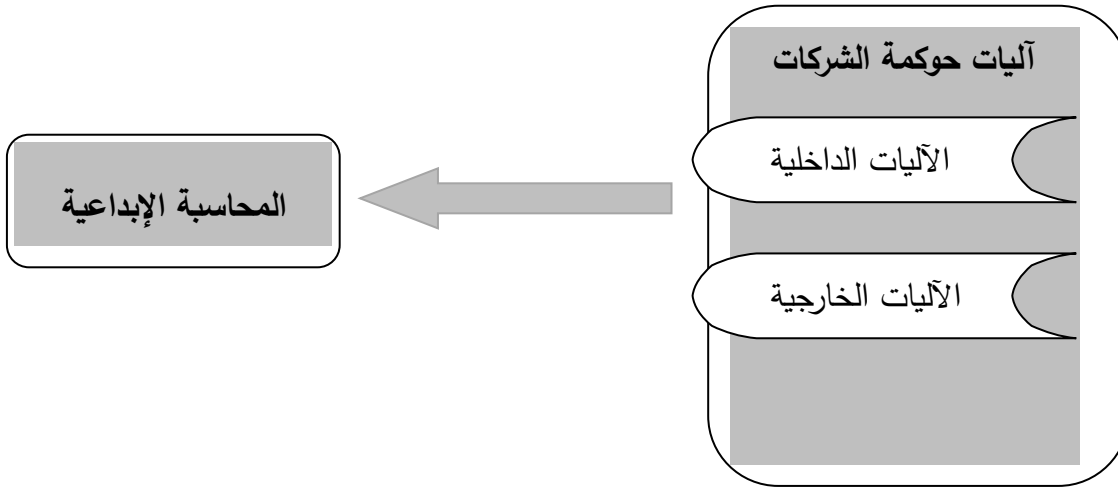 آليات حوكمة الشركات
الآليات الداخلية
الآليات الخارجية
المحاسبة الإبداعية